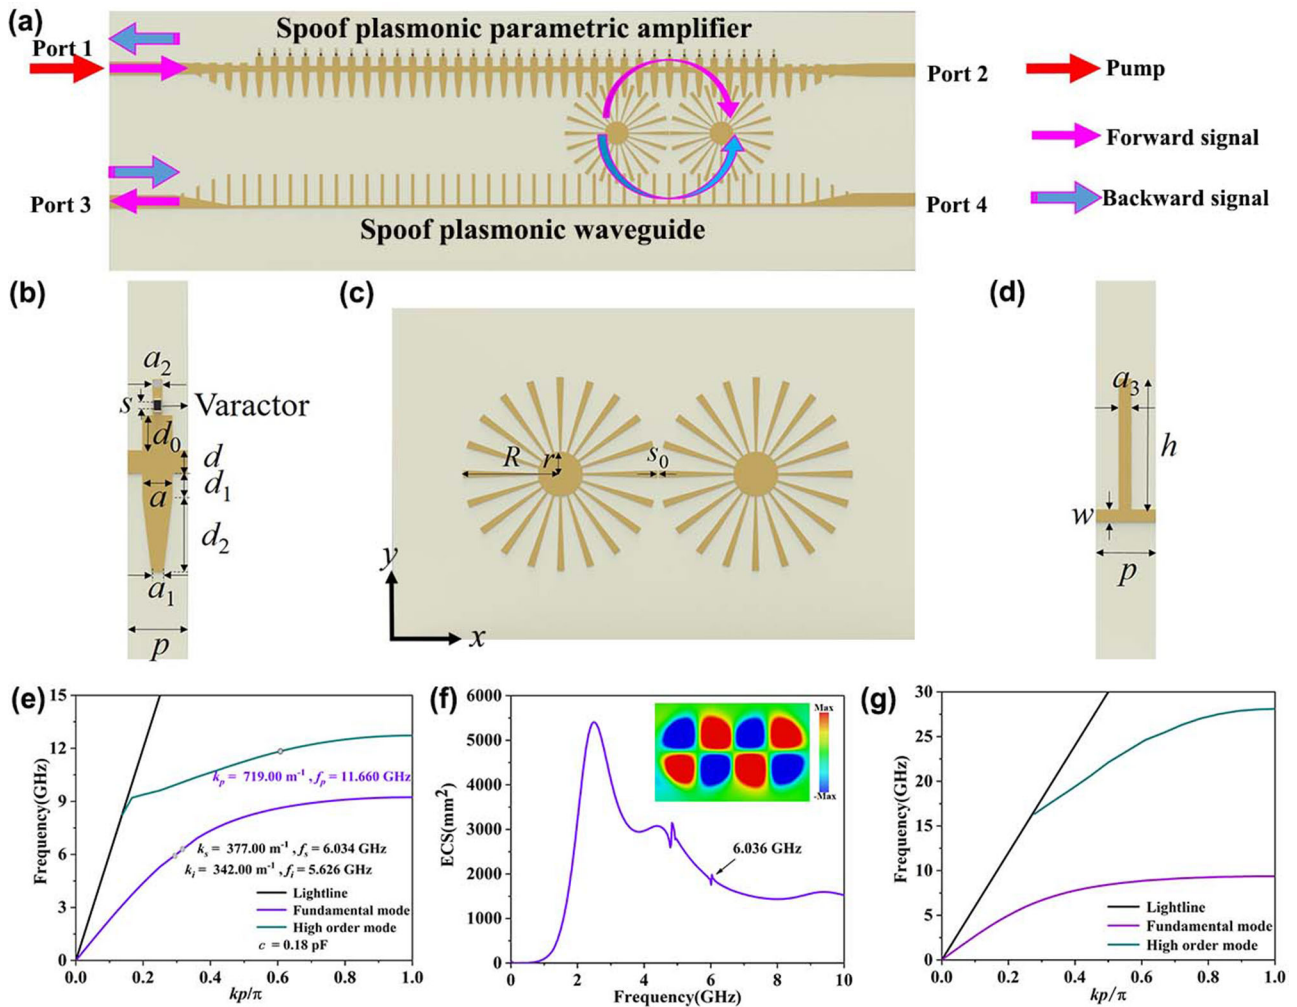 (a)
Spoof plasmonic parametric amplifier
Port 1
Port 2
Pump
Forward signal
Port 3
Port 4
Backward signal
Spoof plasmonic waveguide
(b)
a2
s
Varactor
d0
d
d1
a
d2
a1
p
(c)
R
r
s0
y
x
(d)
a3
h
w
p
(e)
15
12
9
6
3
0
Frequency(GHz)
kp = 719.00 m-1 , fp = 11.660 GHz
ks = 377.00 m-1 , fs = 6.034 GHz
ki = 342.00 m-1 , fi = 5.626 GHz
Lightline
Fundamental mode
High order mode
c = 0.18 pF
0.0 0.2 0.4 0.6 0.8 1.0
kp/π
(f)
6000
5000
4000
3000
2000
1000
0
ECS(mm2)
Max
-Max
6.036 GHz
0 2 4 6 8 10
Frequency(GHz)
(g)
30
25
20
15
10
5
0
Frequency(GHz)
Lightline
Fundamental mode
High order mode
0.0 0.2 0.4 0.6 0.8 1.0
kp/π